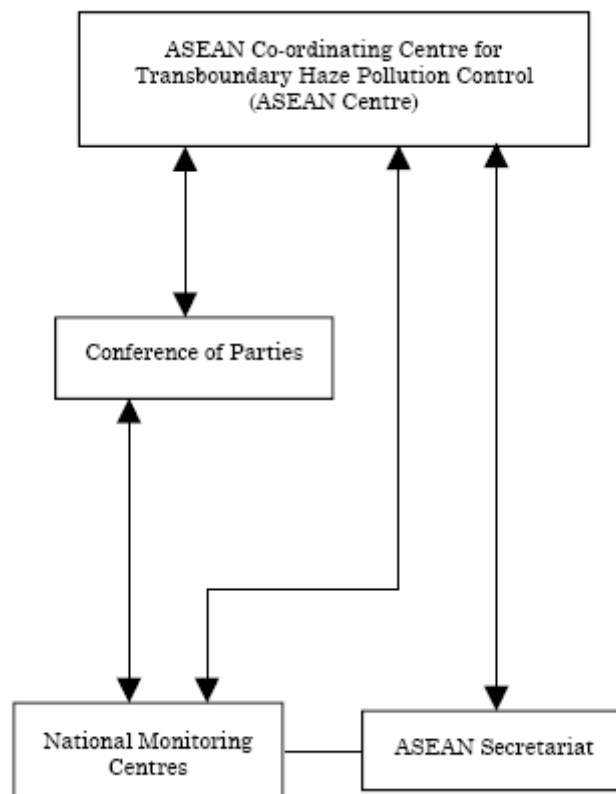 ASEAN Co-ordinating Centre for
Transboundary Haze Pollution Control
(ASEAN Centre)
Conference of Parties
National Monitoring
Centres
ASEAN Secretariat